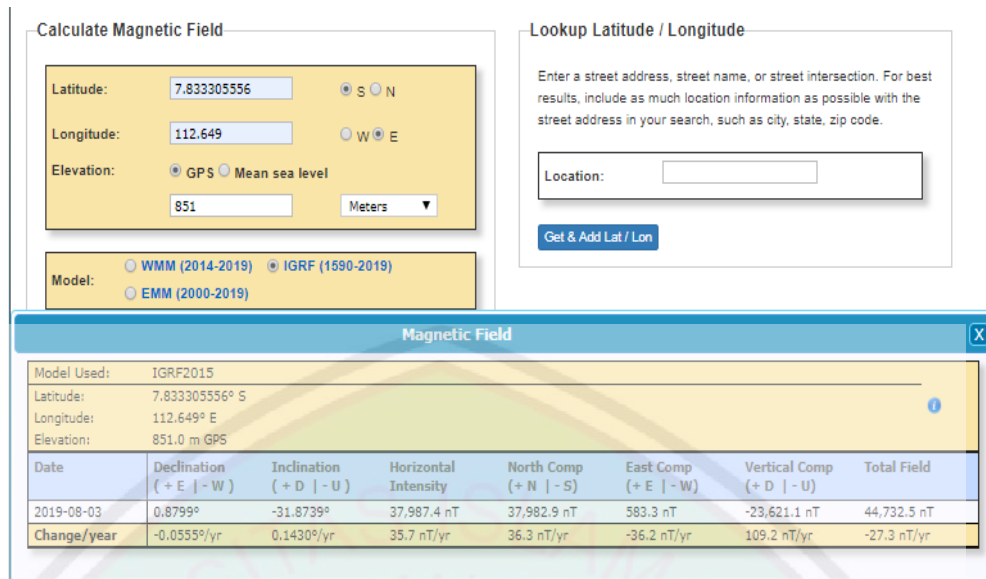 Calculate Magnetic Field
Latitude: 7.833305556 S N
Longitude: 112.649 W E
Elevation: GPS Mean sea level
851 Meters
Model: WMM (2014-2019) IGRF (1590-2019)
EMM (2000-2019)
Lookup Latitude / Longitude
Enter a street address, street name, or street intersection. For best
results, include as much location information as possible with the
street address in your search, such as city, state, zip code.
Location:
Get & Add Lat / Lon
Magnetic Field X
Model Used: IGRF2015
Latitude: 7.833305556° S
Longitude: 112.649° E
Elevation: 851.0 m GPS
Date Declination Inclination Horizontal North Comp East Comp Vertical Comp Total Field
( + E | - W ) ( + D | - U ) Intensity (+ N | - S) (+ E | - W) (+ D | - U)
2019-08-03 0.8799° -31.8739° 37,987.4 nT 37,982.9 nT 583.3 nT -23,621.1 nT 44,732.5 nT
Change/year -0.0555°/yr 0.1430°/yr 35.7 nT/yr 36.3 nT/yr -36.2 nT/yr 109.2 nT/yr -27.3 nT/yr